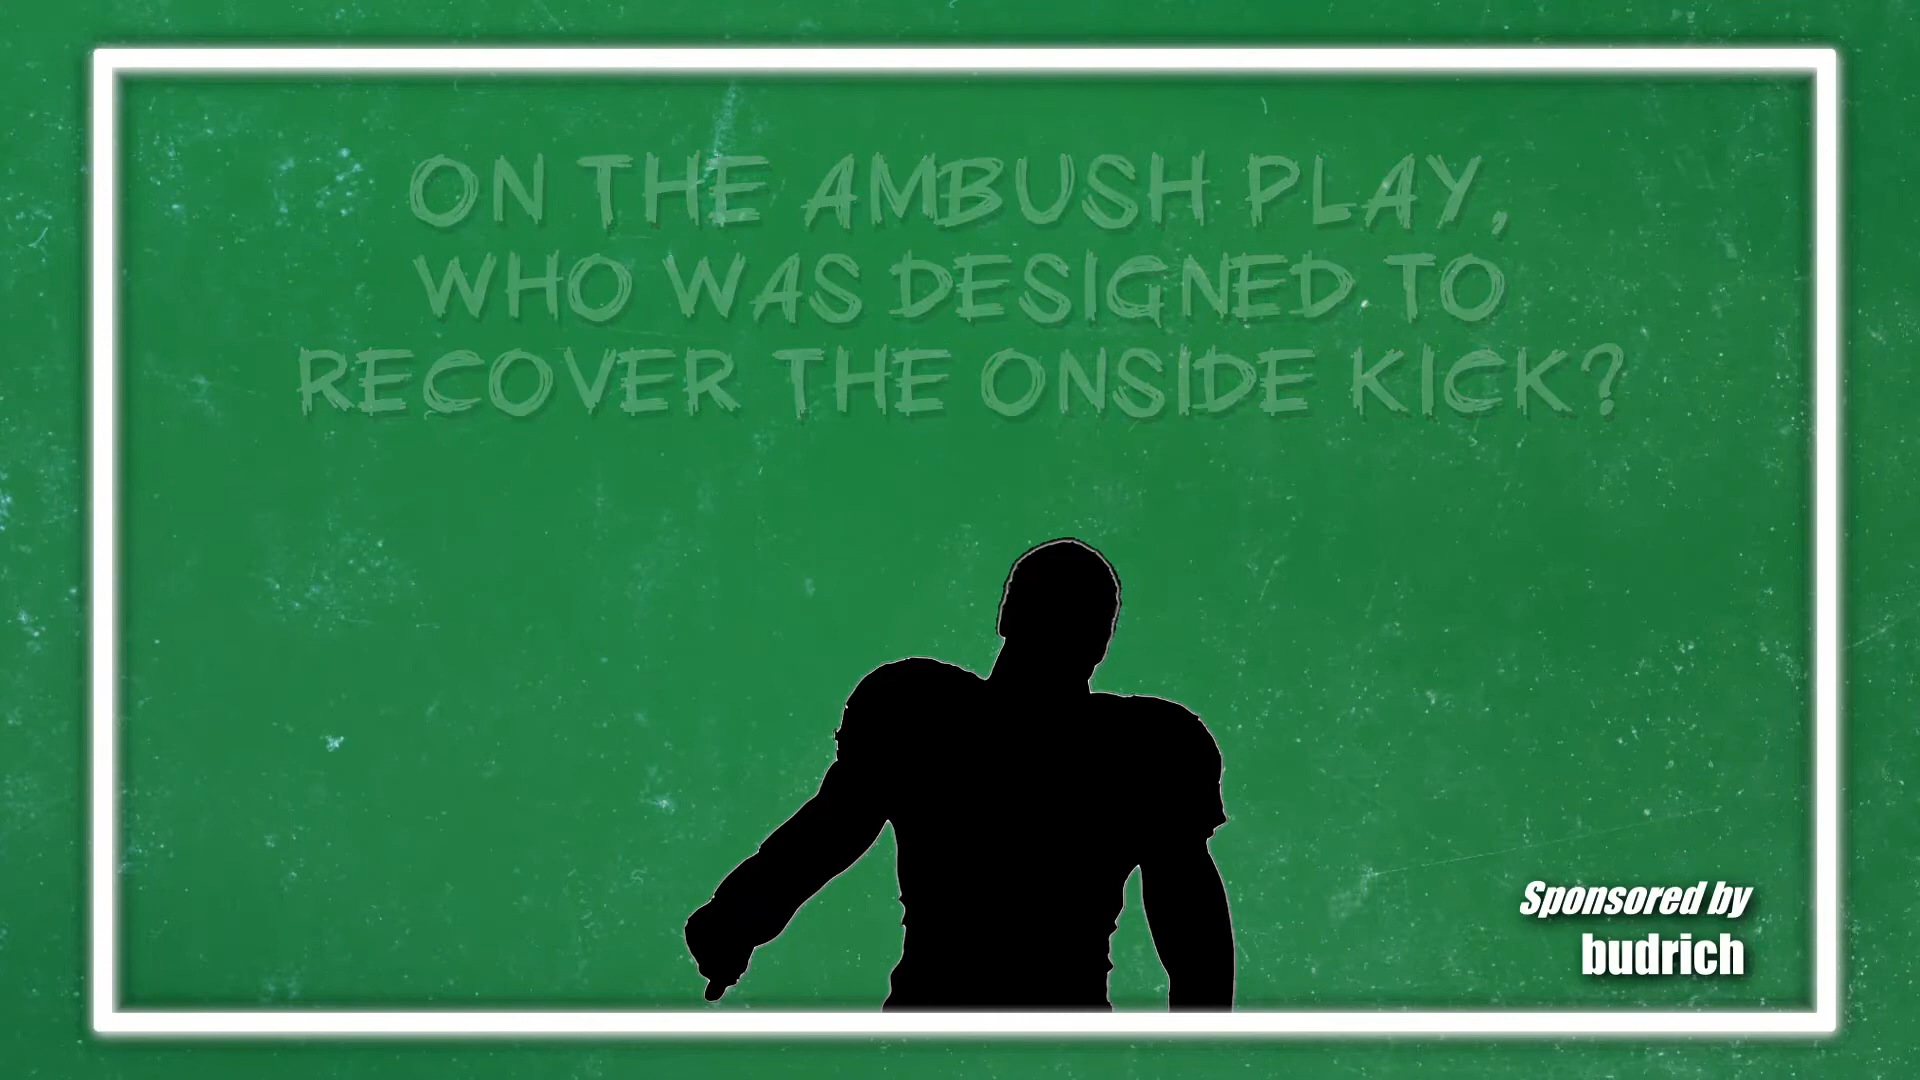 ON THE AMBUSH PLAY,
WHO WAS DESIGNED TO
RECOVER THE ONSIDE KICK?
Sponsored by
budrich